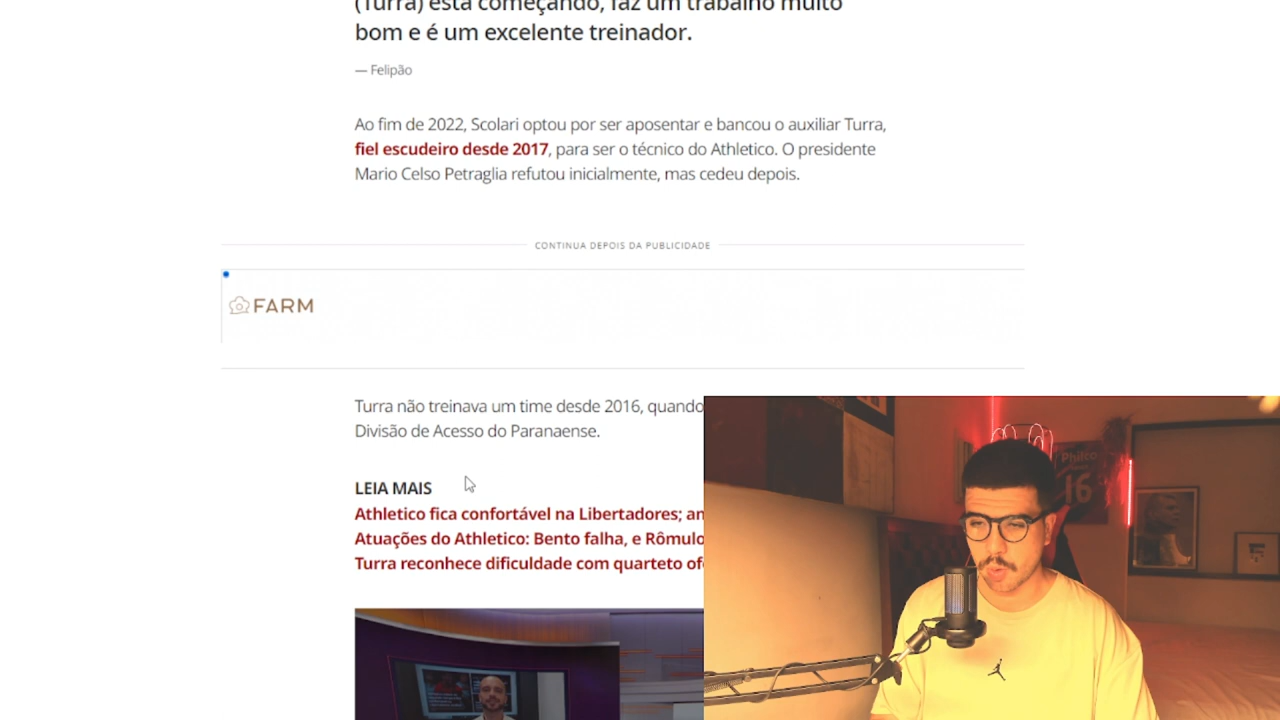 (Turra) está começando, faz um trabalho muito
bom e é um excelente treinador.
— Felipão
Ao fim de 2022, Scolari optou por ser aposentar e bancou o auxiliar Turra,
fiel escudeiro desde 2017, para ser o técnico do Athletico. O presidente
Mario Celso Petraglia refutou inicialmente, mas cedeu depois.
CONTINUA DEPOIS DA PUBLICIDADE
FARM
Turra não treinava um time desde 2016, quando
Divisão de Acesso do Paranaense.
LEIA MAIS
Athletico fica confortável na Libertadores;
Atuações do Athletico: Bento falha, e Rômulo
Turra reconhece dificuldade com quarteto
Philco
16